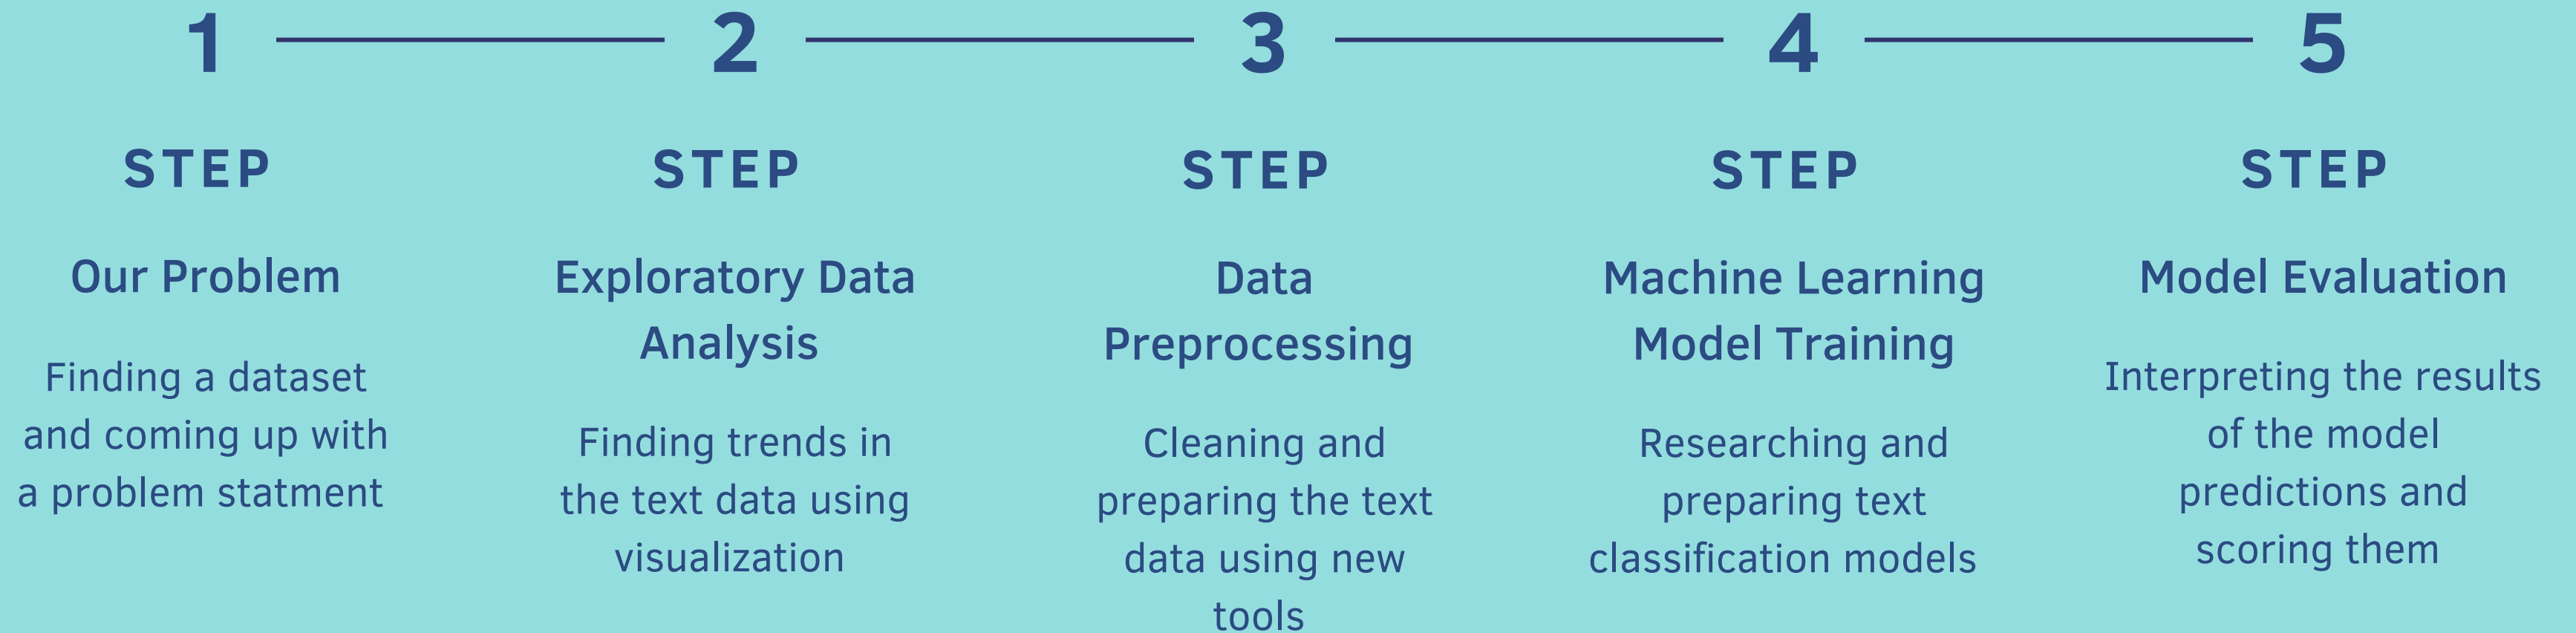 1
STEP
Our Problem
Finding a dataset
and coming up with
a problem statment
2
STEP
Exploratory Data
Analysis
Finding trends in
the text data using
visualization
3
STEP
Data
Preprocessing
Cleaning and
preparing the text
data using new
tools
4
STEP
Machine Learning
Model Training
Researching and
preparing text
classification models
5
STEP
Model Evaluation
Interpreting the results
of the model
predictions and
scoring them